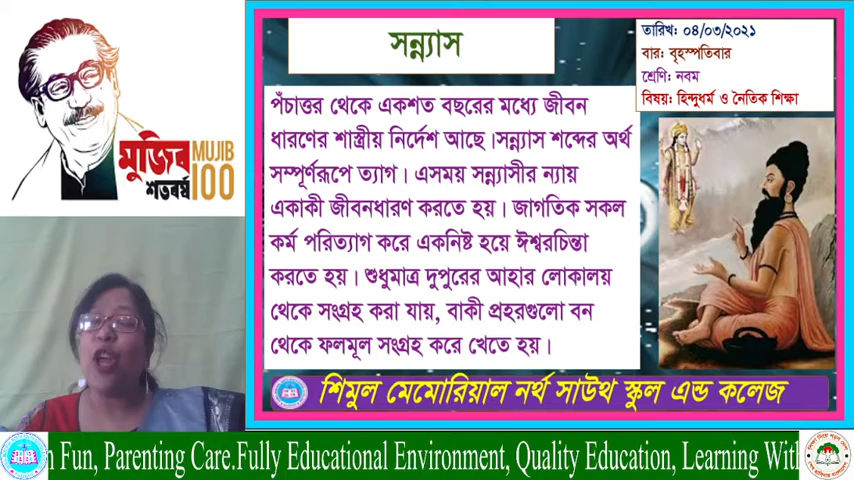 সন্ন্যাস
তারিখ: ০৪/০৩/২০২১
বার: বৃহস্পতিবার
শ্রেণি: নবম
বিষয়: হিন্দুধর্ম ও নৈতিক শিক্ষা
পঁচাত্তর থেকে একশত বছরের মধ্যে জীবন
ধারণের শাস্ত্রীয় নির্দেশ আছে।সন্ন্যাস শব্দের অর্থ
সম্পূর্ণরূপে ত্যাগ। এসময় সন্ন্যাসীর ন্যায়
একাকী জীবনধারণ করতে হয়। জাগতিক সকল
কর্ম পরিত্যাগ করে একনিষ্ট হয়ে ঈশ্বরচিন্তা
করতে হয়। শুধুমাত্র দুপুরের আহার লোকালয়
থেকে সংগ্রহ করা যায়, বাকী প্রহরগুলো বন
থেকে ফলমূল সংগ্রহ করে খেতে হয়।
মুজিব MUJIB
শতবর্ষ 100
শিমুল মেমোরিয়াল নর্থ সাউথ স্কুল এন্ড কলেজ
n Fun, Parenting Care.Fully Educational Environment, Quality Education, Learning With